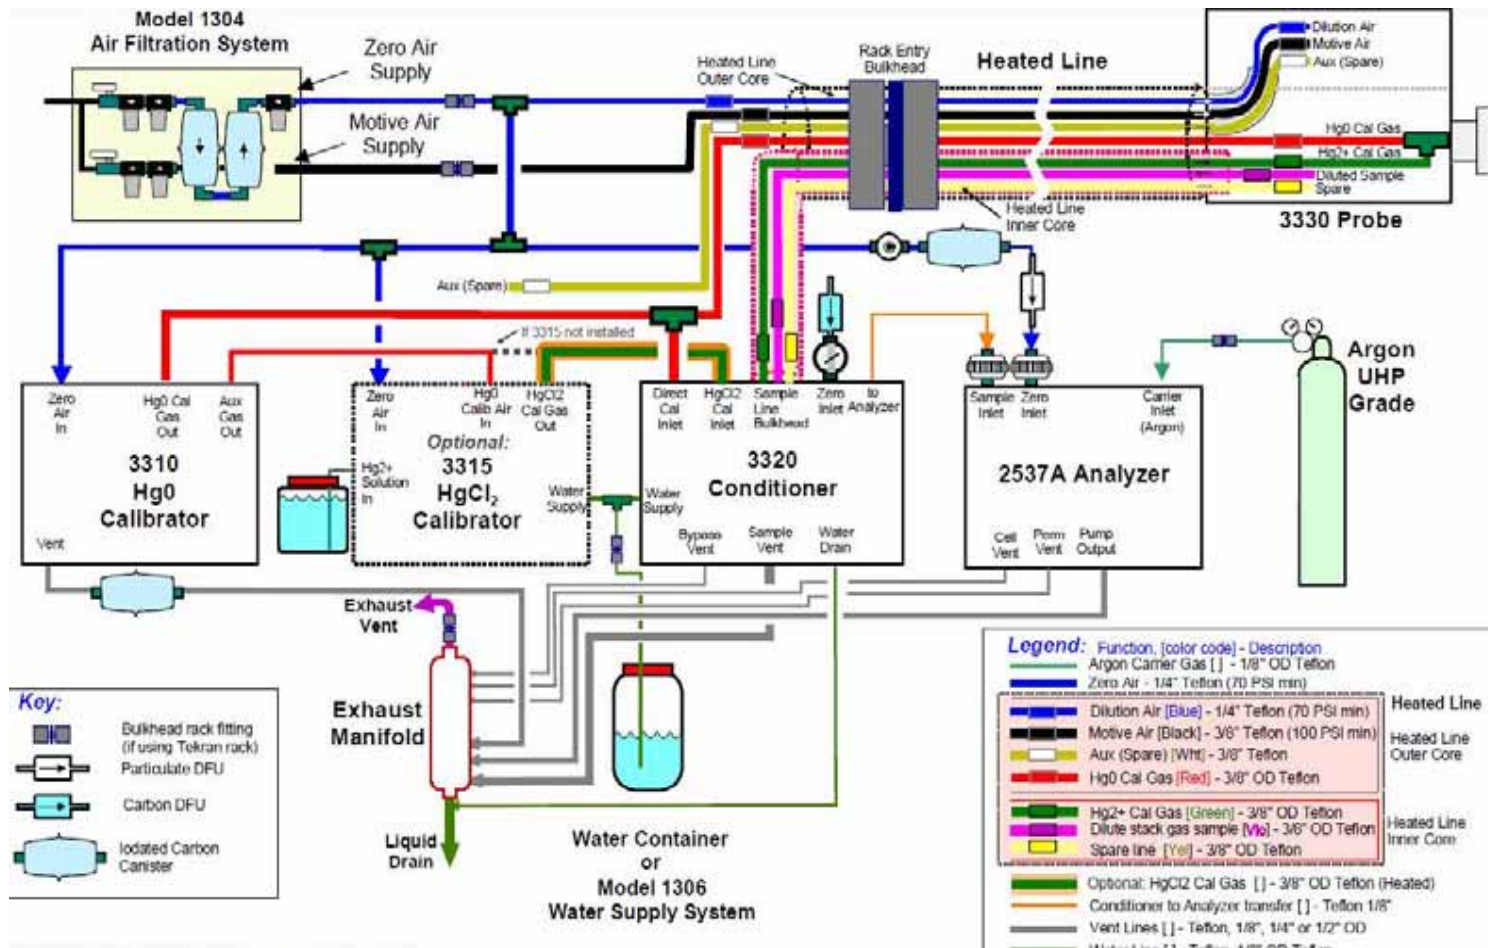 Model 1304
Air Filtration System
Zero Air
Supply
Motive Air
Supply
Heated Line
Outer Core
Rack Entry
Bulkhead
Heated Line
Dilution Air
Motive Air
Aux (Spare)
Hg0 Cal Gas
Hg2+ Cal Gas
Diluted Sample
Spare
3330 Probe
Heated Line
Inner Core
Aux (Spare)
If 3315 not installed
Argon
UHP
Grade
Zero
Air
In
Hg0 Cal
Gas
Out
Aux
Gas
Out
3310
Hg0
Calibrator
Vent
Zero
Air
In
Hg0
Calib Air
In
HgCl2
Cal Gas
Out
Optional:
3315
HgCl2
Calibrator
Hg2+
Solution
In
Water
Supply
Direct
Cal
Inlet
HgCl2
Cal
Inlet
Sample
Line
Bulkhead
Zero
Inlet
to
Analyzer
3320
Conditioner
Water
Supply
Bypass
Vent
Sample
Vent
Water
Drain
Sample
Inlet
Zero
Inlet
Carrier
Inlet
(Argon)
2537A Analyzer
Cell
Vent
Perm
Vent
Pump
Output
Exhaust
Vent
Exhaust
Manifold
Liquid
Drain
Water Container
or
Model 1306
Water Supply System
Key:
Bulkhead rack fitting
(if using Tekran rack)
Particulate DFU
Carbon DFU
Iodated Carbon
Canister
Legend: Function, [color code] - Description
Argon Carrier Gas [ ] - 1/8" OD Teflon
Zero Air - 1/4" Teflon (70 PSI min)
Heated Line
Dilution Air [Blue] - 1/4" Teflon (70 PSI min)
Motive Air [Black] - 3/8" Teflon (100 PSI min)
Aux (Spare) [Wht] - 3/8" Teflon
Hg0 Cal Gas [Red] - 3/8" OD Teflon
Heated Line
Outer Core
Hg2+ Cal Gas [Green] - 3/8" OD Teflon
Dilute stack gas sample [Vio] - 3/8" OD Teflon
Spare line [Yel] - 3/8" OD Teflon
Heated Line
Inner Core
Optional: HgCl2 Cal Gas [ ] - 3/8" OD Teflon (Heated)
Conditioner to Analyzer transfer [ ] - Teflon 1/8"
Vent Lines [ ] - Teflon, 1/8", 1/4" or 1/2" OD